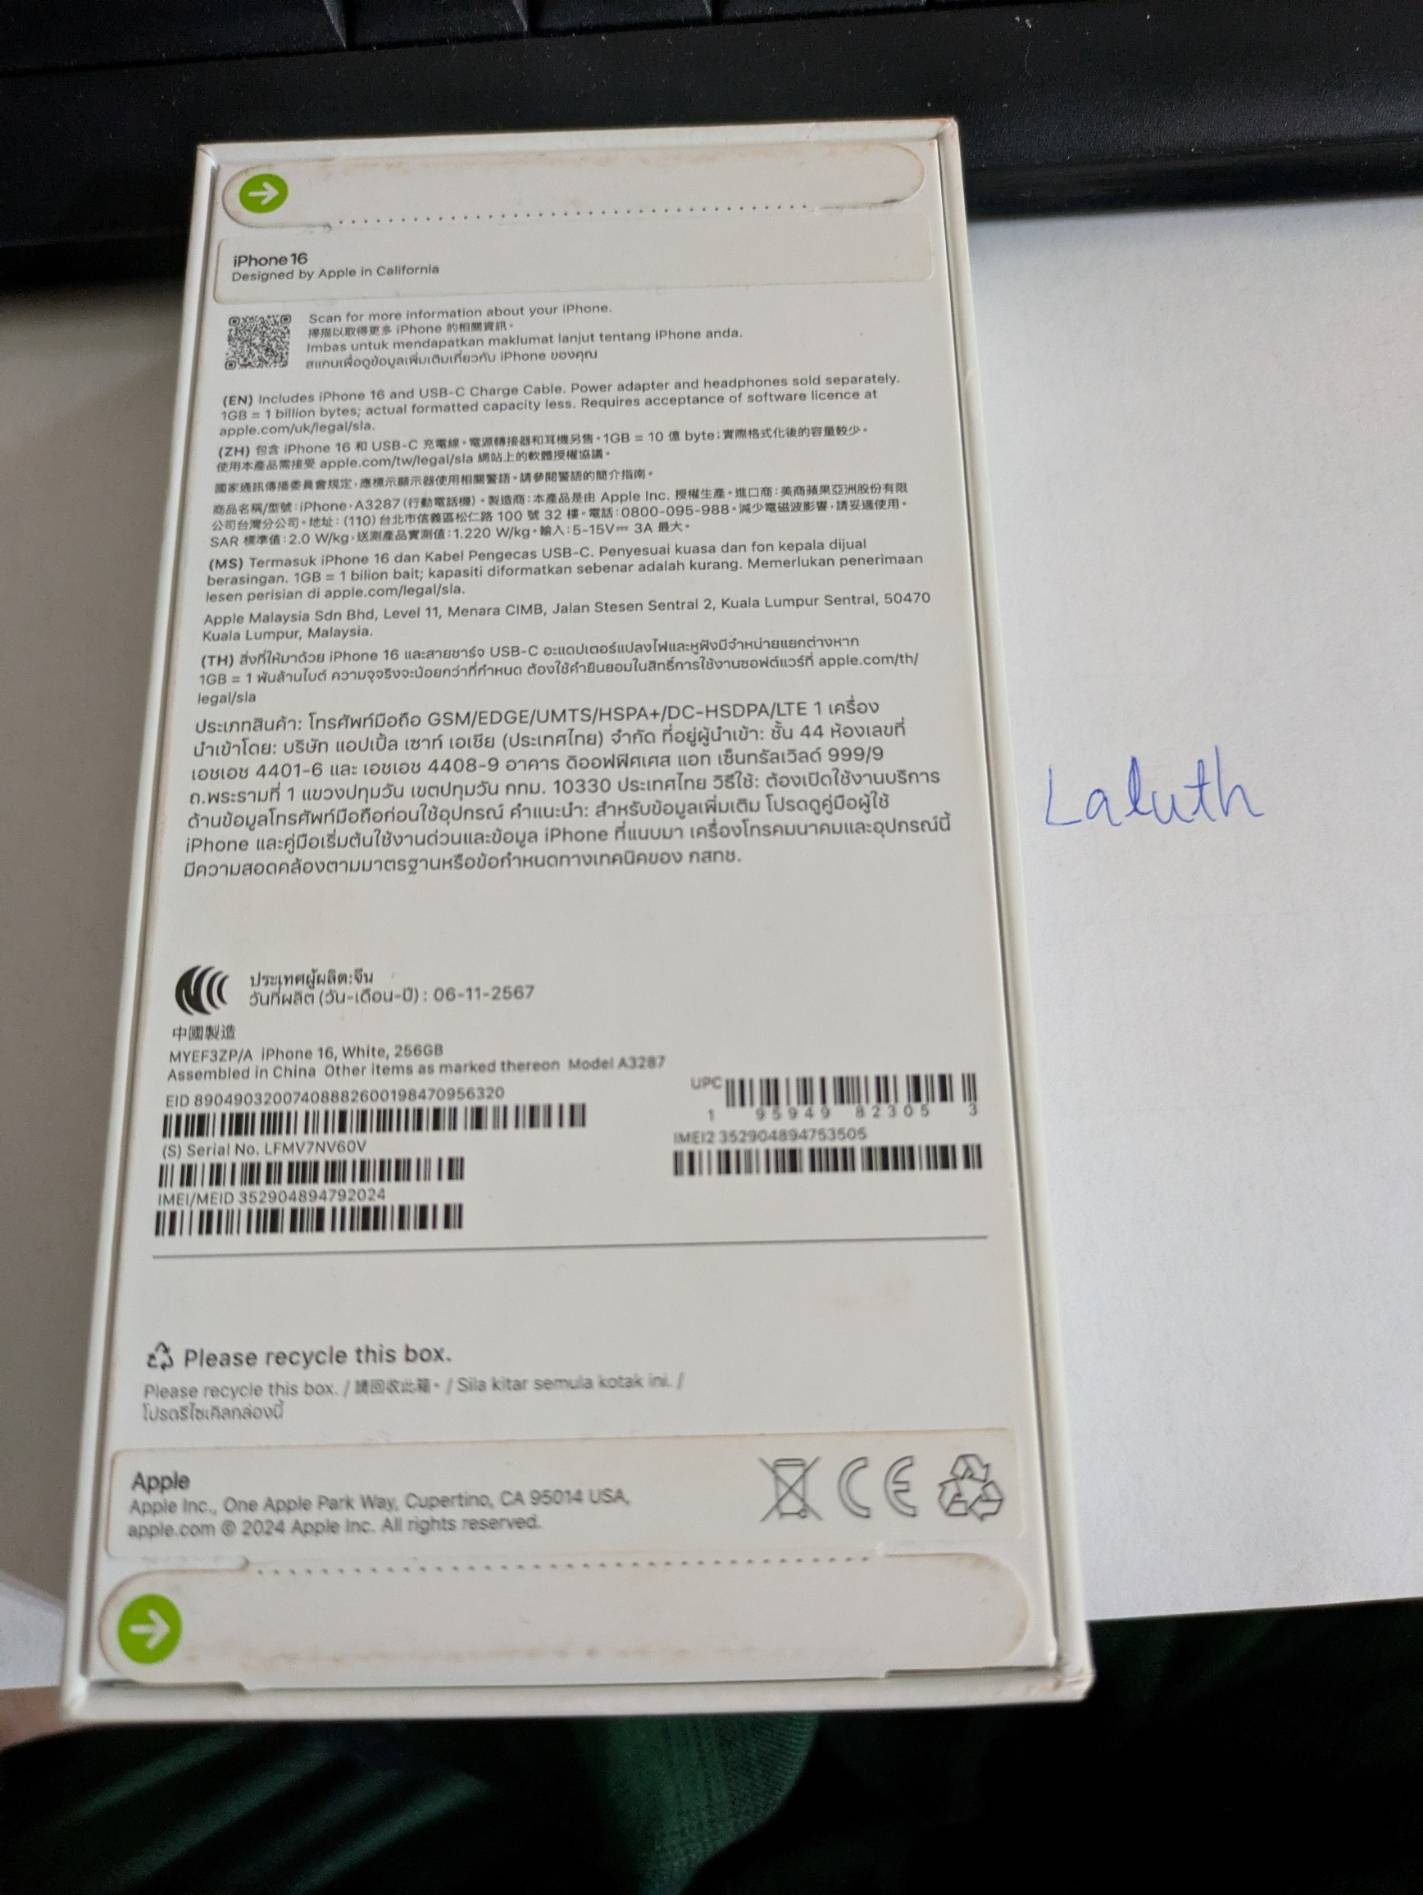 iPhone 16
Designed by Apple in California
Scan for more information about your iPhone.
掃描以取得更多 iPhone 的相關資訊。
Imbas untuk mendapatkan maklumat lanjut tentang iPhone anda.
สแกนเพื่อดูข้อมูลเพิ่มเติมเกี่ยวกับ iPhone ของคุณ
(EN) Includes iPhone 16 and USB-C Charge Cable. Power adapter and headphones sold separately.
1GB = 1 billion bytes; actual formatted capacity less. Requires acceptance of software licence at
apple.com/uk/legal/sla.
(ZH) 包含 iPhone 16 和 USB-C 充電線。電源轉接器和耳機另售。1GB = 10 億 byte；實際格式化後的容量較少。
使用本產品需接受 apple.com/tw/legal/sla 網站上的軟體授權協議。
國家通訊傳播委員會規定，應標示顯示器使用相關警語。請參閱警語的簡介指南。
商品名稱/型號：iPhone，A3287 (行動電話機)。製造商：本產品是由 Apple Inc. 授權生產。進口商：美商蘋果亞洲股份有限
公司台灣分公司。地址：(110) 台北市信義區松仁路 100 號 32 樓。電話：0800-095-988。減少電磁波影響，請妥適使用。
SAR 標準值：2.0 W/kg，送測產品實測值：1.220 W/kg。輸入：5-15V⎓ 3A 最大。
(MS) Termasuk iPhone 16 dan Kabel Pengecas USB-C. Penyesuai kuasa dan fon kepala dijual
berasingan. 1GB = 1 bilion bait; kapasiti diformatkan sebenar adalah kurang. Memerlukan penerimaan
lesen perisian di apple.com/legal/sla.
Apple Malaysia Sdn Bhd, Level 11, Menara CIMB, Jalan Stesen Sentral 2, Kuala Lumpur Sentral, 50470
Kuala Lumpur, Malaysia.
(TH) สิ่งที่ให้มาด้วย iPhone 16 และสายชาร์จ USB-C อะแดปเตอร์แปลงไฟและหูฟังมีจำหน่ายแยกต่างหาก
1GB = 1 พันล้านไบต์ ความจุจริงจะน้อยกว่าที่กำหนด ต้องใช้คำยินยอมในสิทธิ์การใช้งานซอฟต์แวร์ที่ apple.com/th/
legal/sla
ประเภทสินค้า: โทรศัพท์มือถือ GSM/EDGE/UMTS/HSPA+/DC-HSDPA/LTE 1 เครื่อง
นำเข้าโดย: บริษัท แอปเปิ้ล เซาท์ เอเชีย (ประเทศไทย) จำกัด ที่อยู่ผู้นำเข้า: ชั้น 44 ห้องเลขที่
เอชเอช 4401-6 และ เอชเอช 4408-9 อาคาร ดิออฟฟิศเศส แอท เซ็นทรัลเวิลด์ 999/9
ถ.พระรามที่ 1 แขวงปทุมวัน เขตปทุมวัน กทม. 10330 ประเทศไทย วิธีใช้: ต้องเปิดใช้งานบริการ
ด้านข้อมูลโทรศัพท์มือถือก่อนใช้อุปกรณ์ คำแนะนำ: สำหรับข้อมูลเพิ่มเติม โปรดดูคู่มือผู้ใช้
iPhone และคู่มือเริ่มต้นใช้งานด่วนและข้อมูล iPhone ที่แนบมา เครื่องโทรคมนาคมและอุปกรณ์นี้
มีความสอดคล้องตามมาตรฐานหรือข้อกำหนดทางเทคนิคของ กสทช.
Laluth
ประเทศผู้ผลิต:จีน
วันที่ผลิต (วัน-เดือน-ปี) : 06-11-2567
中國製造
MYEF3ZP/A iPhone 16, White, 256GB
Assembled in China Other items as marked thereon Model A3287
EID 89049032007408882600198470956320
UPC
1 95949 82305 3
(S) Serial No. LFMV7NV60V
IMEI2 352904894753505
IMEI/MEID 352904894792024
Please recycle this box.
Please recycle this box. / 請回收此箱。 / Sila kitar semula kotak ini. /
โปรดรีไซเคิลกล่องนี้
Apple
Apple Inc., One Apple Park Way, Cupertino, CA 95014 USA,
apple.com © 2024 Apple Inc. All rights reserved.
CE